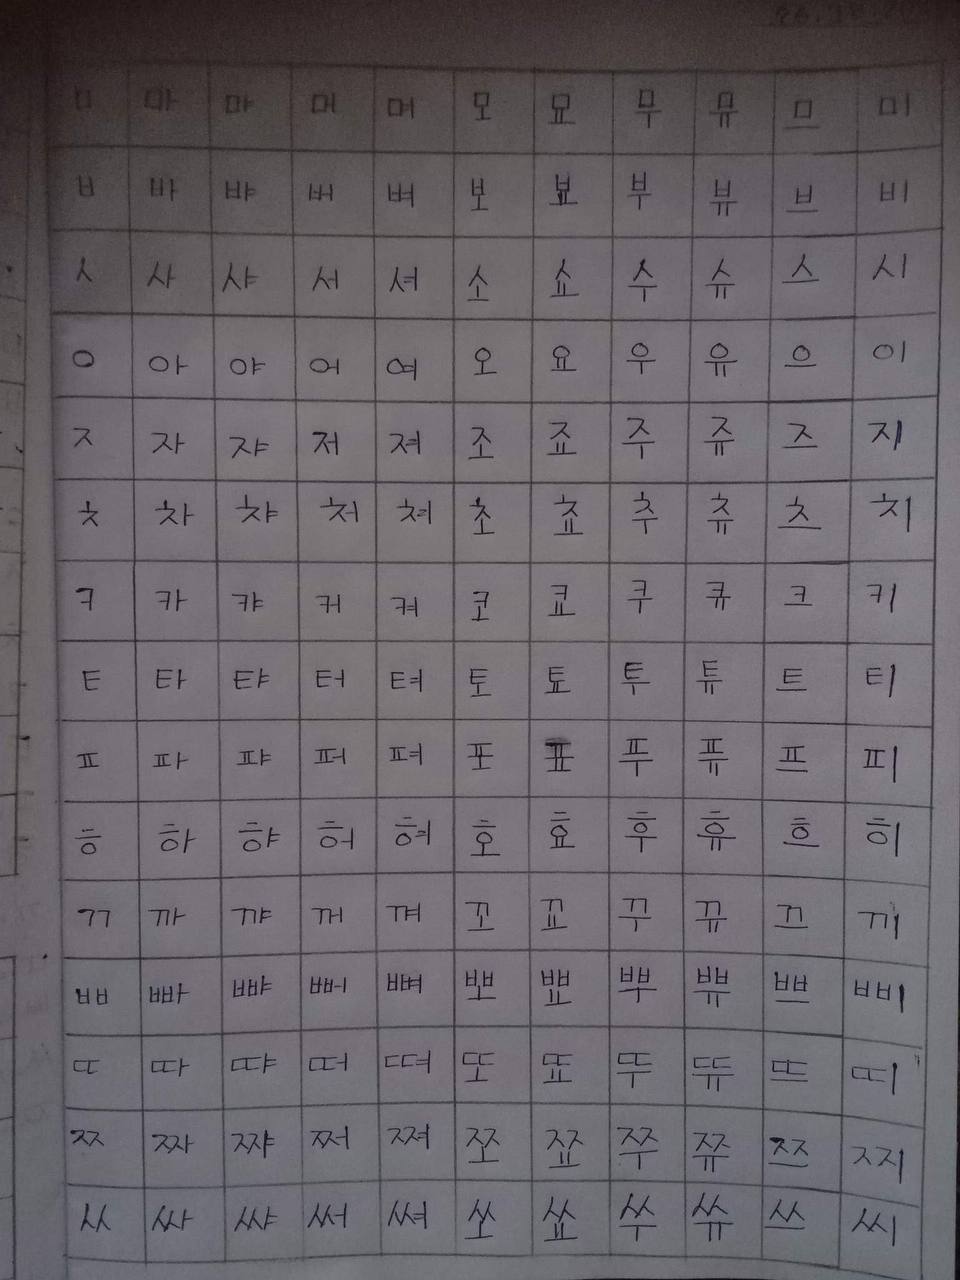 ㅁ 마 먀 머 며 모 묘 무 뮤 므 미
ㅂ 바 뱌 버 벼 보 뵤 부 뷰 브 비
ㅅ 사 샤 서 셔 소 쇼 수 슈 스 시
ㅇ 아 야 어 여 오 요 우 유 으 이
ㅈ 자 쟈 저 져 조 죠 주 쥬 즈 지
ㅊ 차 챠 처 쳐 초 쵸 추 츄 츠 치
ㅋ 카 캬 커 켜 코 쿄 쿠 큐 크 키
ㅌ 타 탸 터 텨 토 툐 투 튜 트 티
ㅍ 파 퍄 퍼 펴 포 표 푸 퓨 프 피
ㅎ 하 햐 허 혀 호 효 후 휴 흐 히
ㄲ 까 꺄 꺼 껴 꼬 꾜 꾸 뀨 끄 끼
ㅃ 빠 뺘 뻐 뼈 뽀 뾰 뿌 쀼 쁘 삐
ㄸ 따 땨 떠 뗘 또 뚀 뚜 뜌 뜨 띠
ㅉ 짜 쨔 쩌 쪄 쪼 쬬 쭈 쮸 쯔 찌
ㅆ 싸 쌰 써 쎠 쏘 쑈 쑤 쓔 쓰 씨